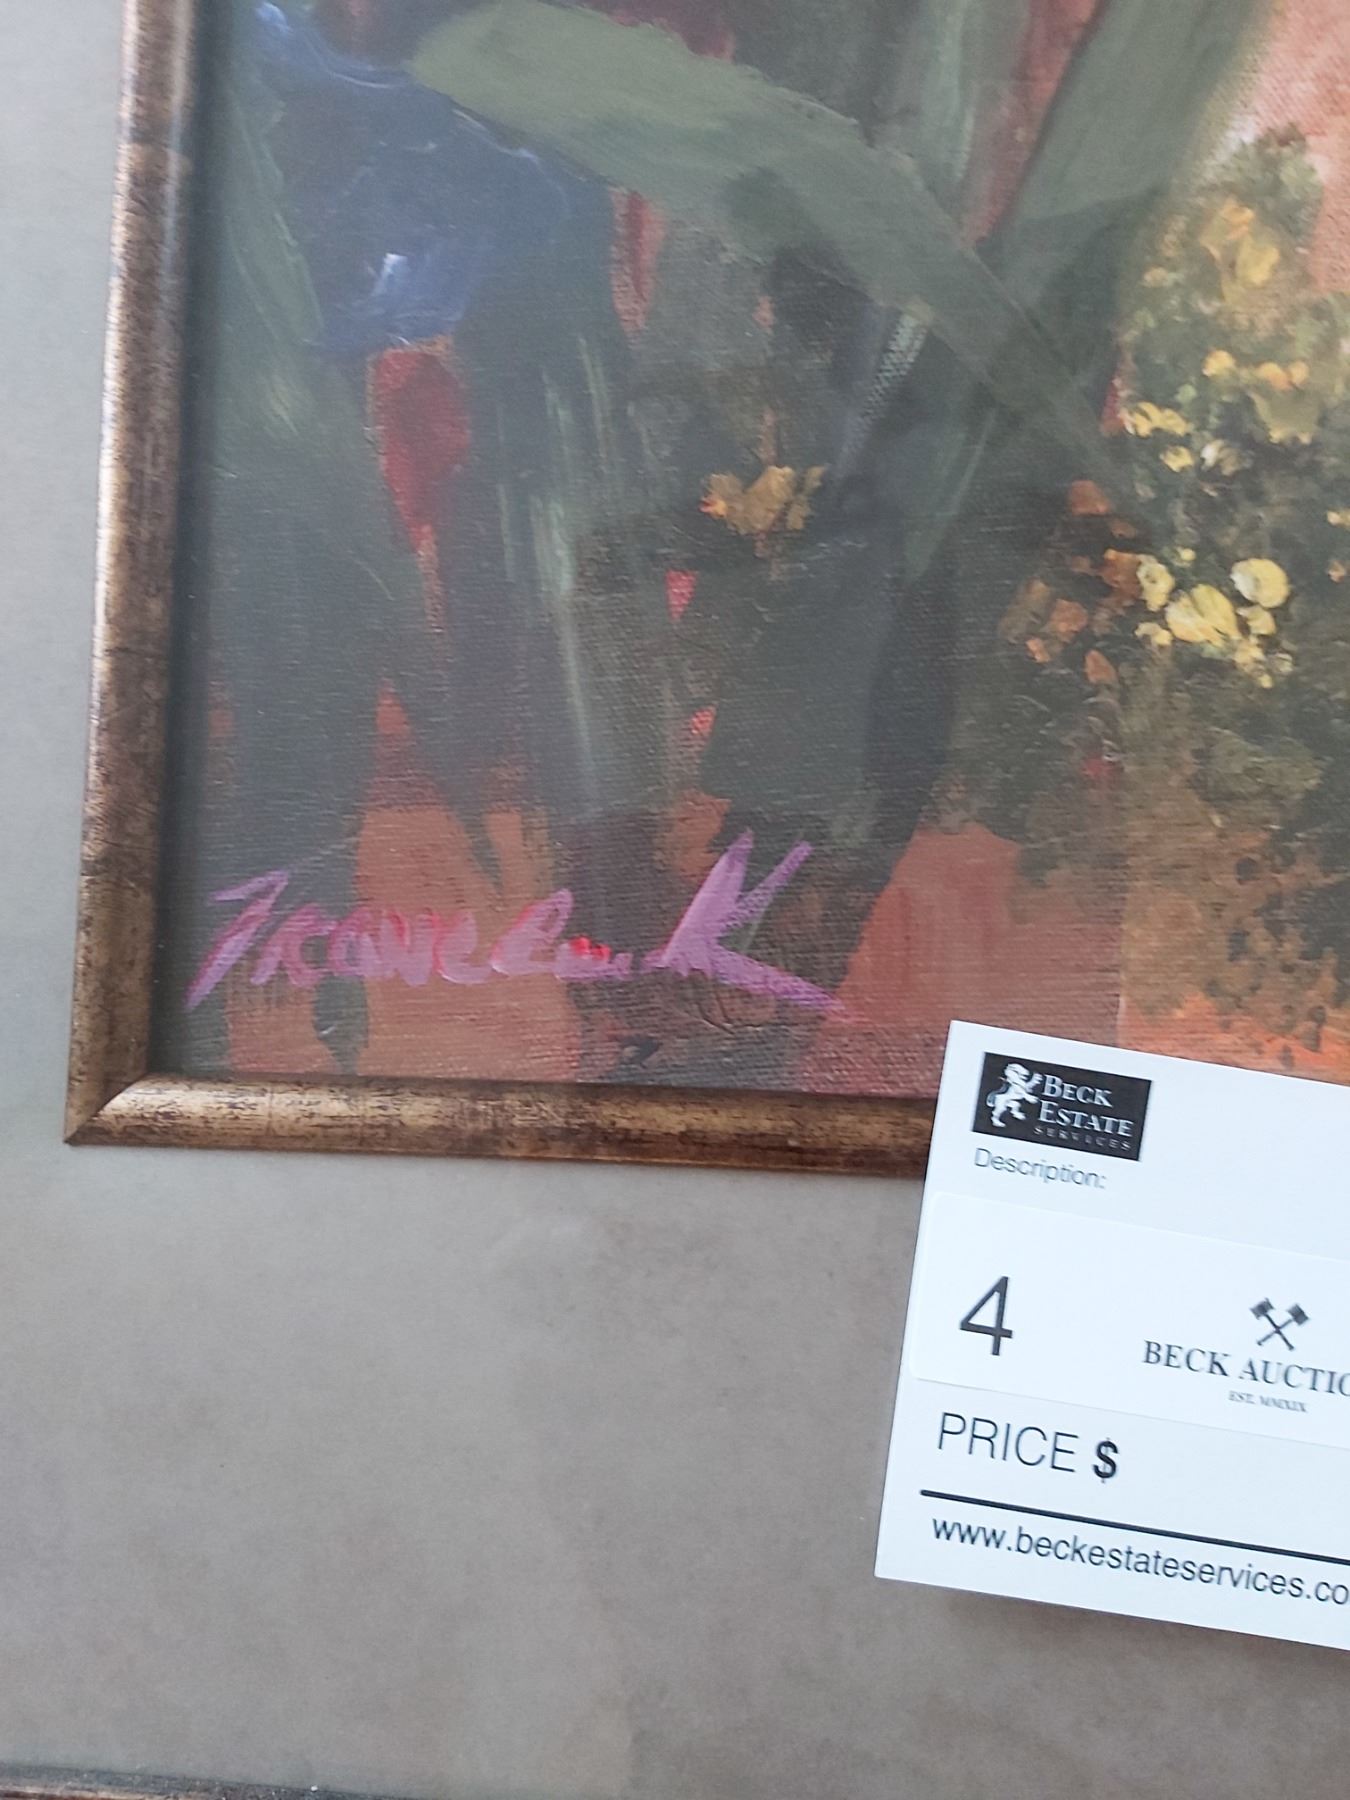 BECK
ESTATE
SERVICES
Description:
4
BECK AUCTIO
EST. MMXIX
PRICE $
www.beckestateservices.co